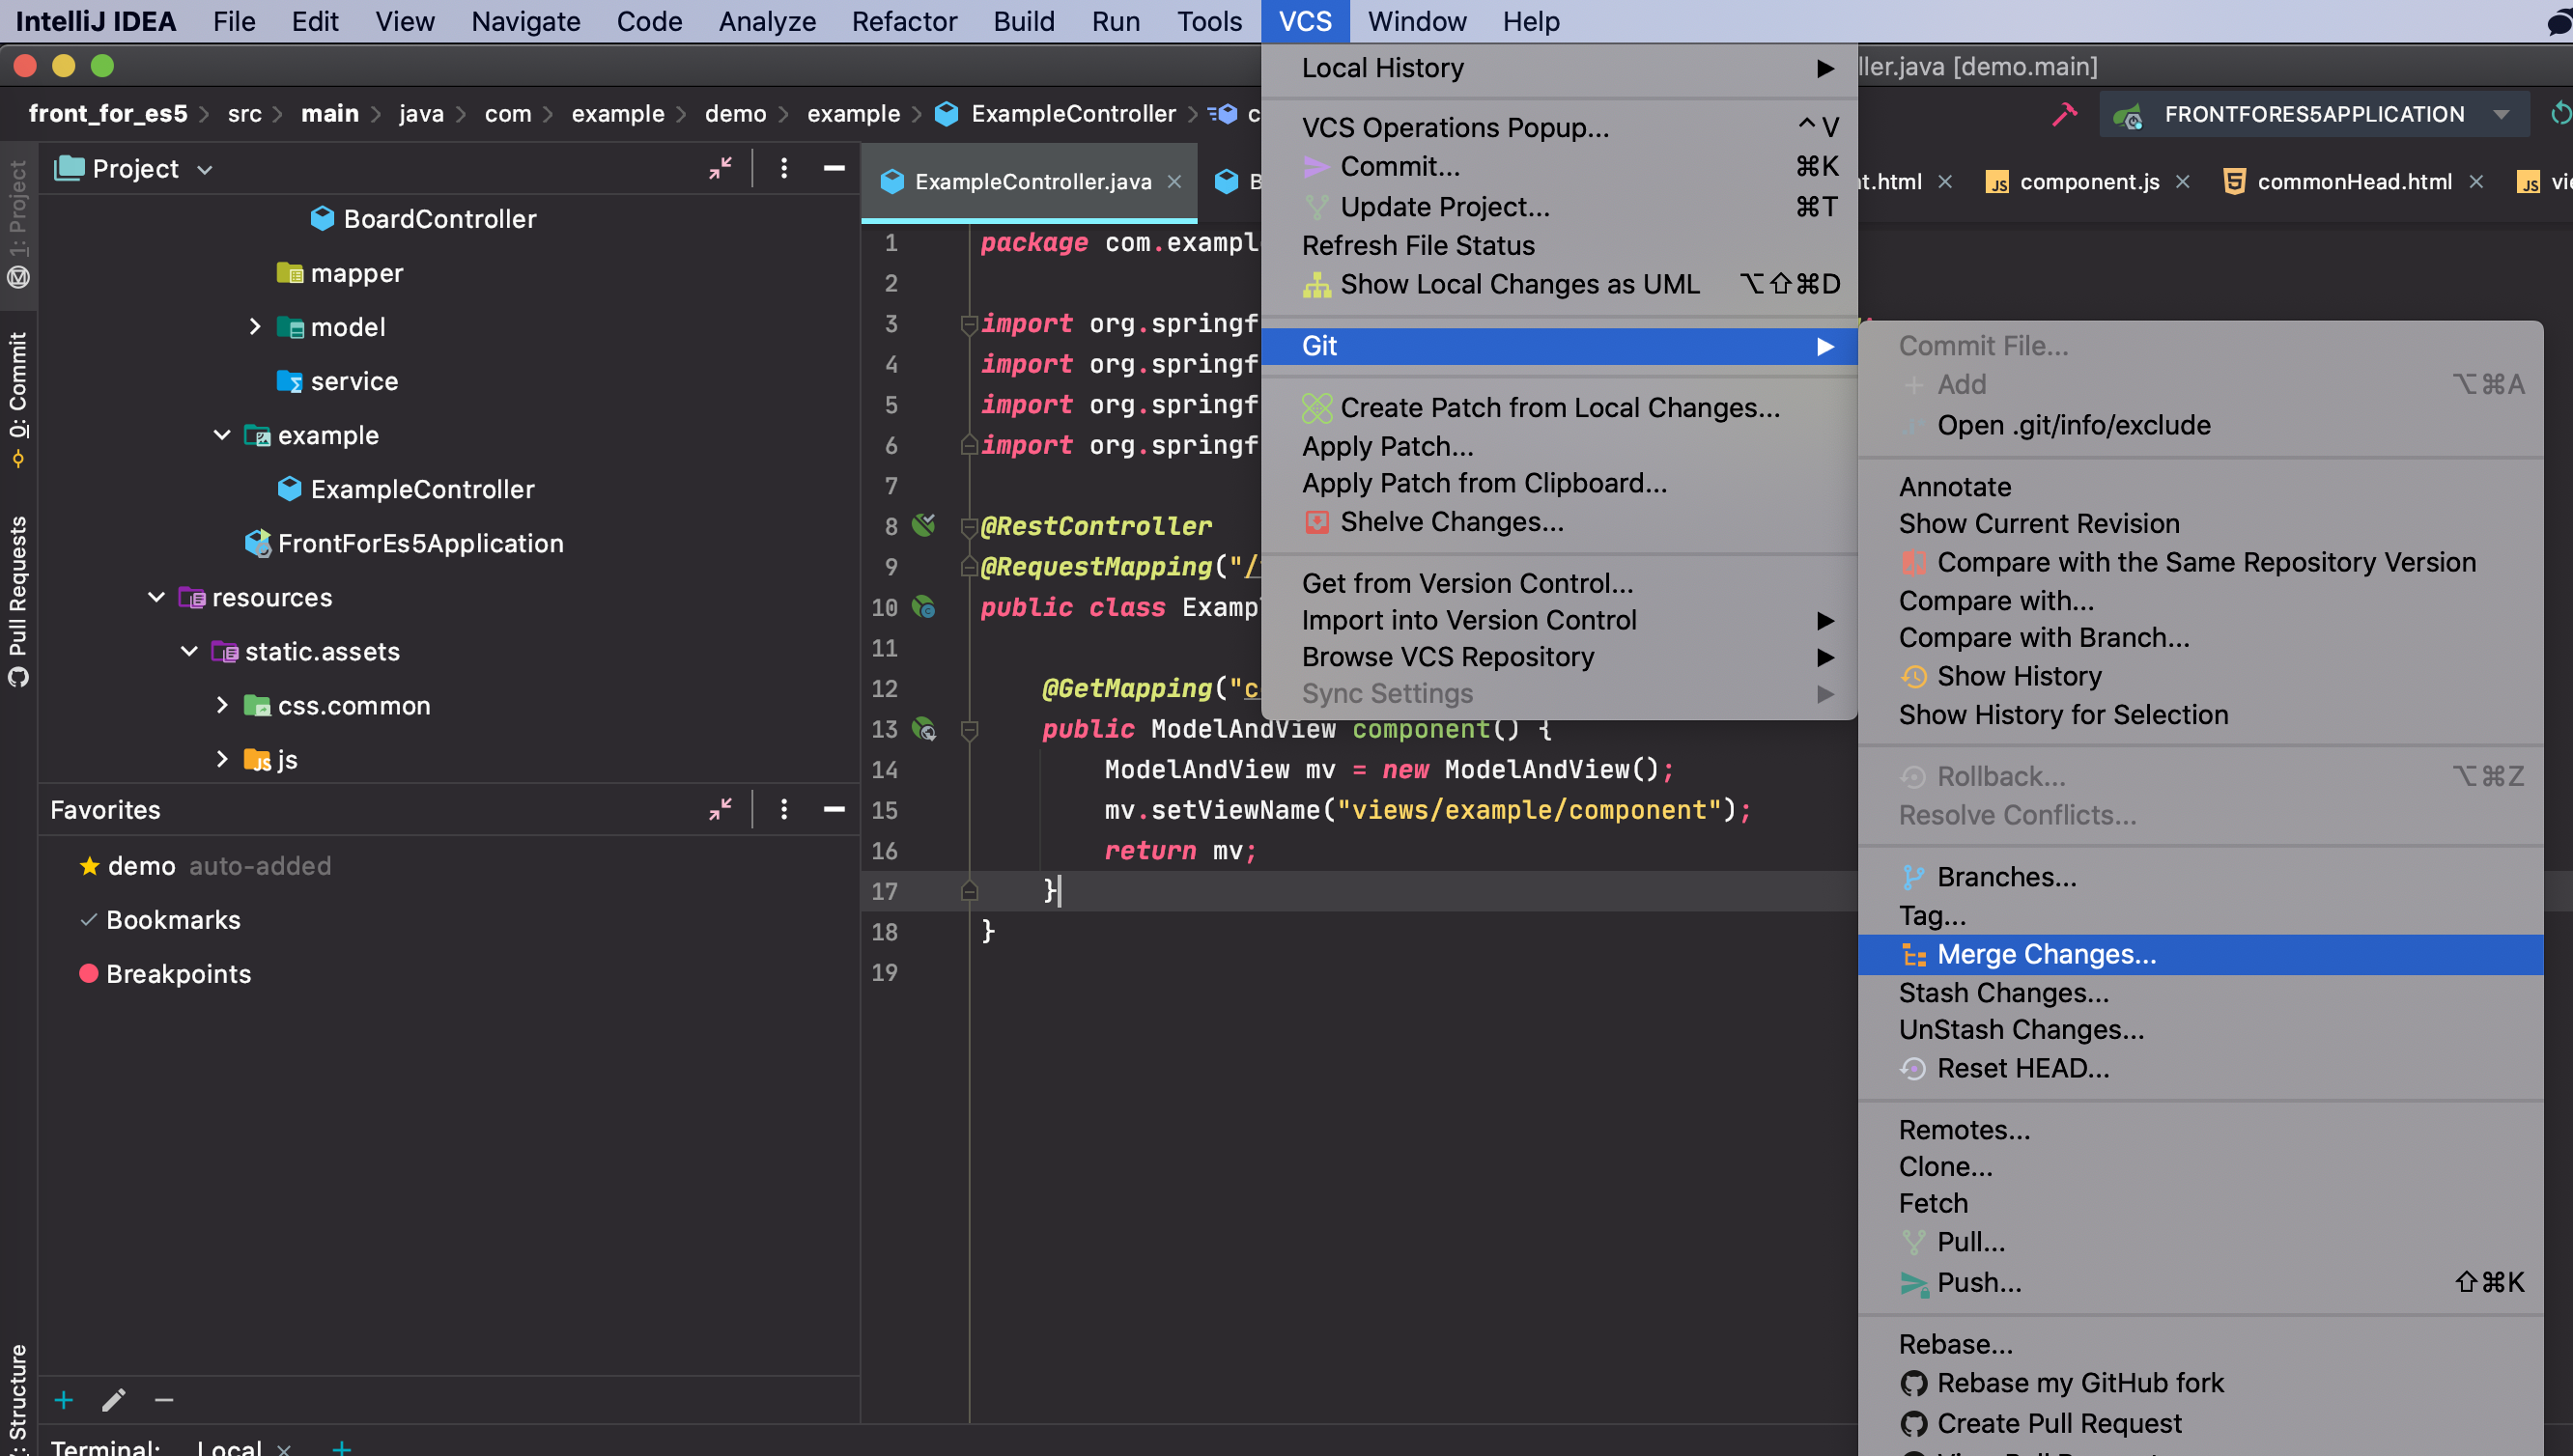 IntelliJ IDEA File Edit View Navigate Code Analyze Refactor Build Run Tools VCS Window Help
ller.java [demo.main]
front_for_es5 src main java com example demo example ExampleController c
FRONTFORES5APPLICATION
1: Project
0: Commit
Pull Requests
Structure
Project
BoardController
mapper
model
service
example
ExampleController
FrontForEs5Application
resources
static.assets
css.common
js
Favorites
demo auto-added
Bookmarks
Breakpoints
Terminal: Local
ExampleController.java B
nt.html component.js commonHead.html vie
1 package com.exampl
2
3 import org.springf
4 import org.springf
5 import org.springf
6 import org.springf
7
8 @RestController
9 @RequestMapping("/
10 public class Examp
11
12 @GetMapping("c
13 public ModelAndView component() {
14 ModelAndView mv = new ModelAndView();
15 mv.setViewName("views/example/component");
16 return mv;
17 }
18 }
19
Local History
VCS Operations Popup... ⌃V
Commit... ⌘K
Update Project... ⌘T
Refresh File Status
Show Local Changes as UML ⌥⇧⌘D
Git
Create Patch from Local Changes...
Apply Patch...
Apply Patch from Clipboard...
Shelve Changes...
Get from Version Control...
Import into Version Control
Browse VCS Repository
Sync Settings
Commit File...
Add ⌥⌘A
Open .git/info/exclude
Annotate
Show Current Revision
Compare with the Same Repository Version
Compare with...
Compare with Branch...
Show History
Show History for Selection
Rollback... ⌥⌘Z
Resolve Conflicts...
Branches...
Tag...
Merge Changes...
Stash Changes...
UnStash Changes...
Reset HEAD...
Remotes...
Clone...
Fetch
Pull...
Push... ⇧⌘K
Rebase...
Rebase my GitHub fork
Create Pull Request